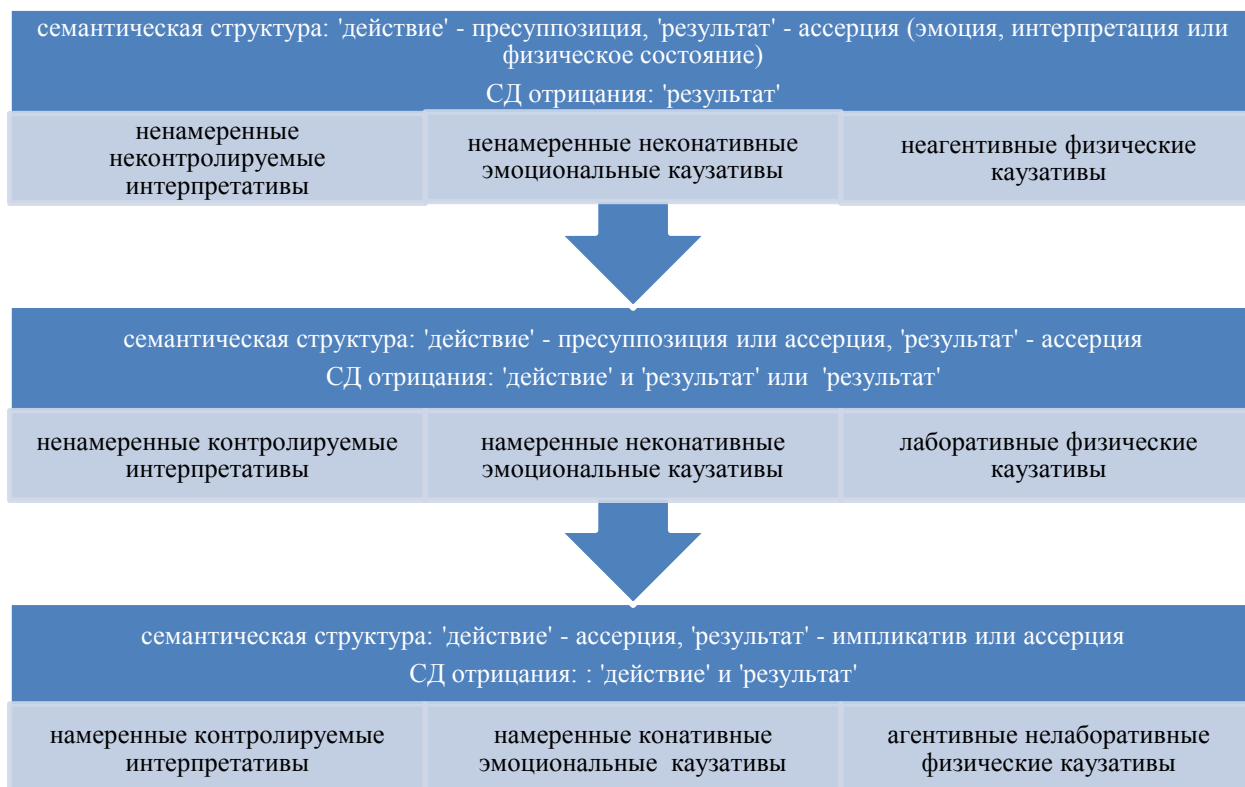 семантическая структура: 'действие' - пресуппозиция, 'результат' - ассерция (эмоция, интерпретация или
физическое состояние)
СД отрицания: 'результат'
ненамеренные
неконтролируемые
интерпретативы
ненамеренные неконативные
эмоциональные каузативы
неагентивные физические
каузативы
семантическая структура: 'действие' - пресуппозиция или ассерция, 'результат' - ассерция
СД отрицания: 'действие' и 'результат' или 'результат'
ненамеренные контролируемые
интерпретативы
намеренные неконативные
эмоциональные каузативы
лаборативные физические
каузативы
семантическая структура: 'действие' - ассерция, 'результат' - импликатив или ассерция
СД отрицания: : 'действие' и 'результат'
намеренные контролируемые
интерпретативы
намеренные конативные
эмоциональные каузативы
агентивные нелаборативные
физические каузативы